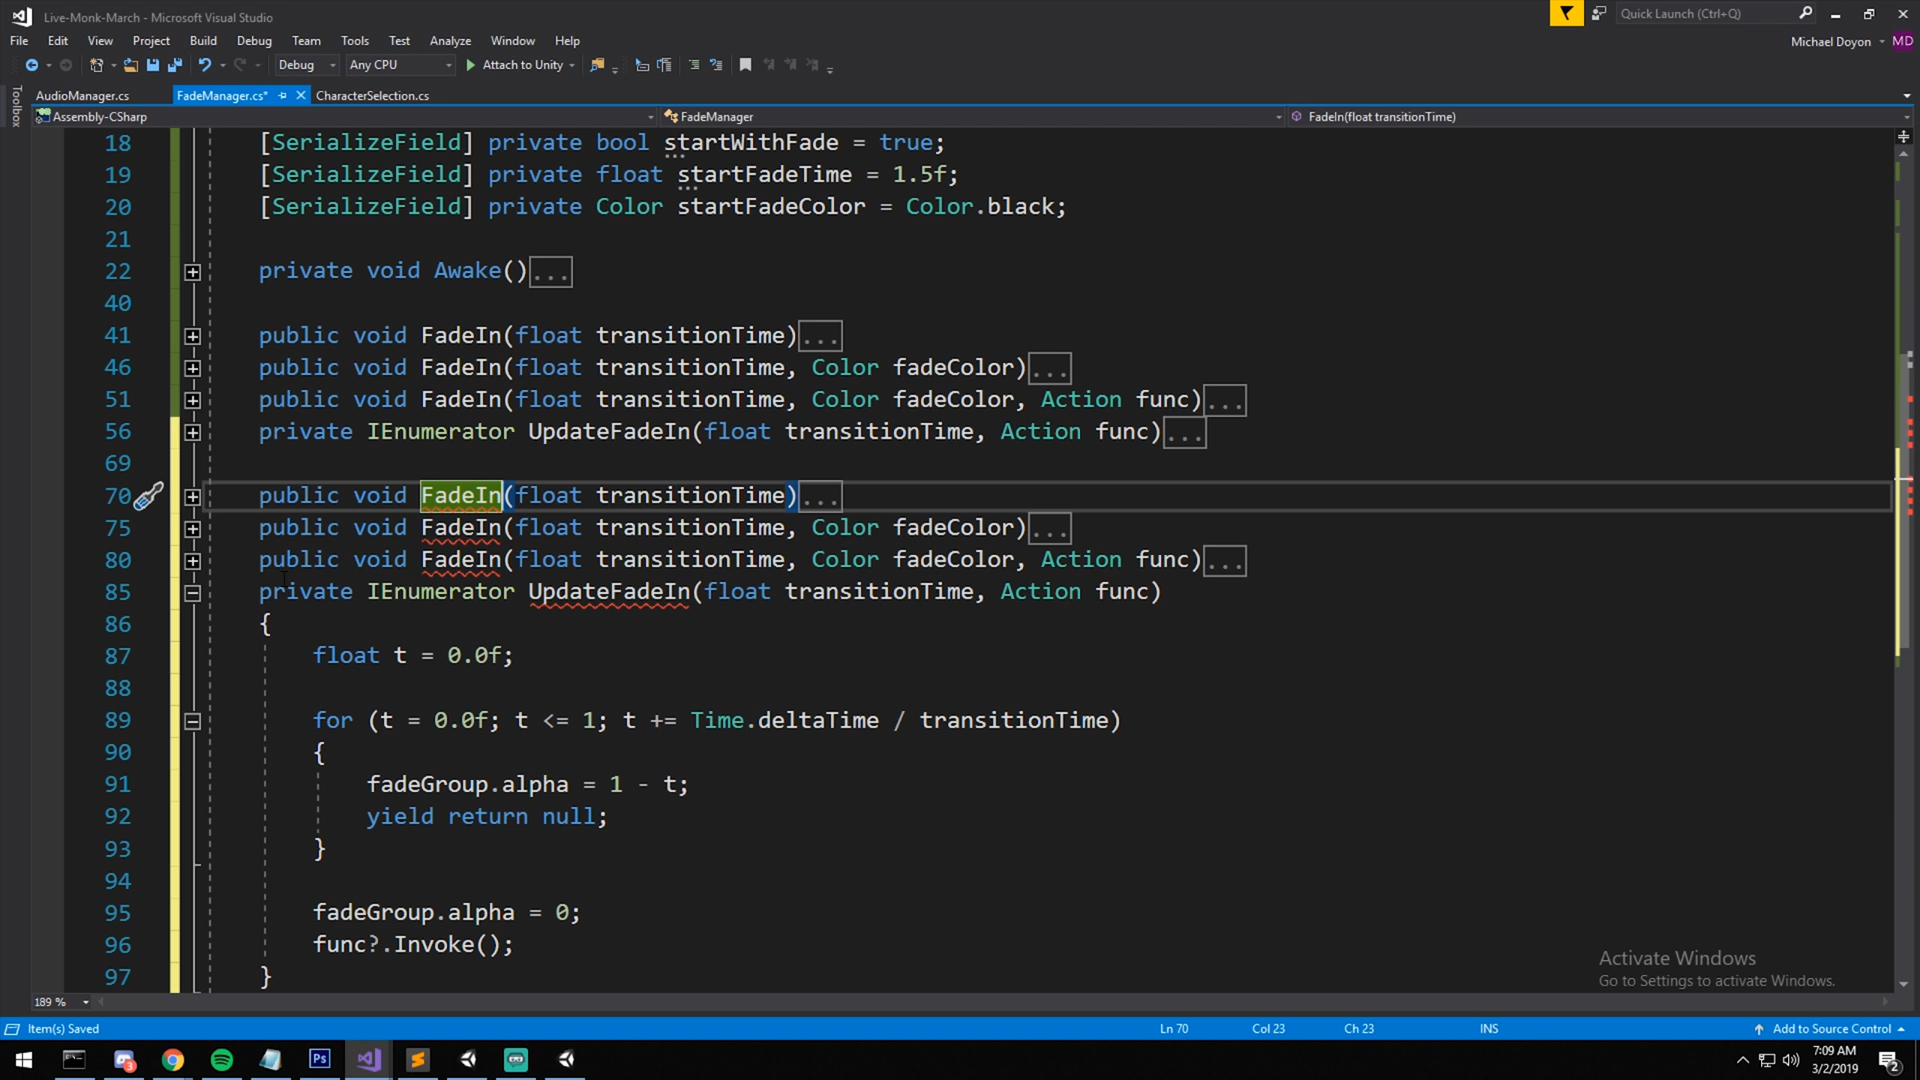 Live-Monk-March - Microsoft Visual Studio
Quick Launch (Ctrl+Q)
File Edit View Project Build Debug Team Tools Test Analyze Window Help
Michael Doyon MD
Debug Any CPU Attach to Unity
Toolbox
AudioManager.cs FadeManager.cs* CharacterSelection.cs
Assembly-CSharp FadeManager FadeIn(float transitionTime)
18 [SerializeField] private bool startWithFade = true;
19 [SerializeField] private float startFadeTime = 1.5f;
20 [SerializeField] private Color startFadeColor = Color.black;
21
22 private void Awake()...
40
41 public void FadeIn(float transitionTime)...
46 public void FadeIn(float transitionTime, Color fadeColor)...
51 public void FadeIn(float transitionTime, Color fadeColor, Action func)...
56 private IEnumerator UpdateFadeIn(float transitionTime, Action func)...
69
70 public void FadeIn(float transitionTime)...
75 public void FadeIn(float transitionTime, Color fadeColor)...
80 public void FadeIn(float transitionTime, Color fadeColor, Action func)...
85 private IEnumerator UpdateFadeIn(float transitionTime, Action func)
86 {
87 float t = 0.0f;
88
89 for (t = 0.0f; t <= 1; t += Time.deltaTime / transitionTime)
90 {
91 fadeGroup.alpha = 1 - t;
92 yield return null;
93 }
94
95 fadeGroup.alpha = 0;
96 func?.Invoke();
97 }
Activate Windows
Go to Settings to activate Windows.
189 %
Item(s) Saved Ln 70 Col 23 Ch 23 INS Add to Source Control
3 Ps 7:09 AM
3/2/2019 2